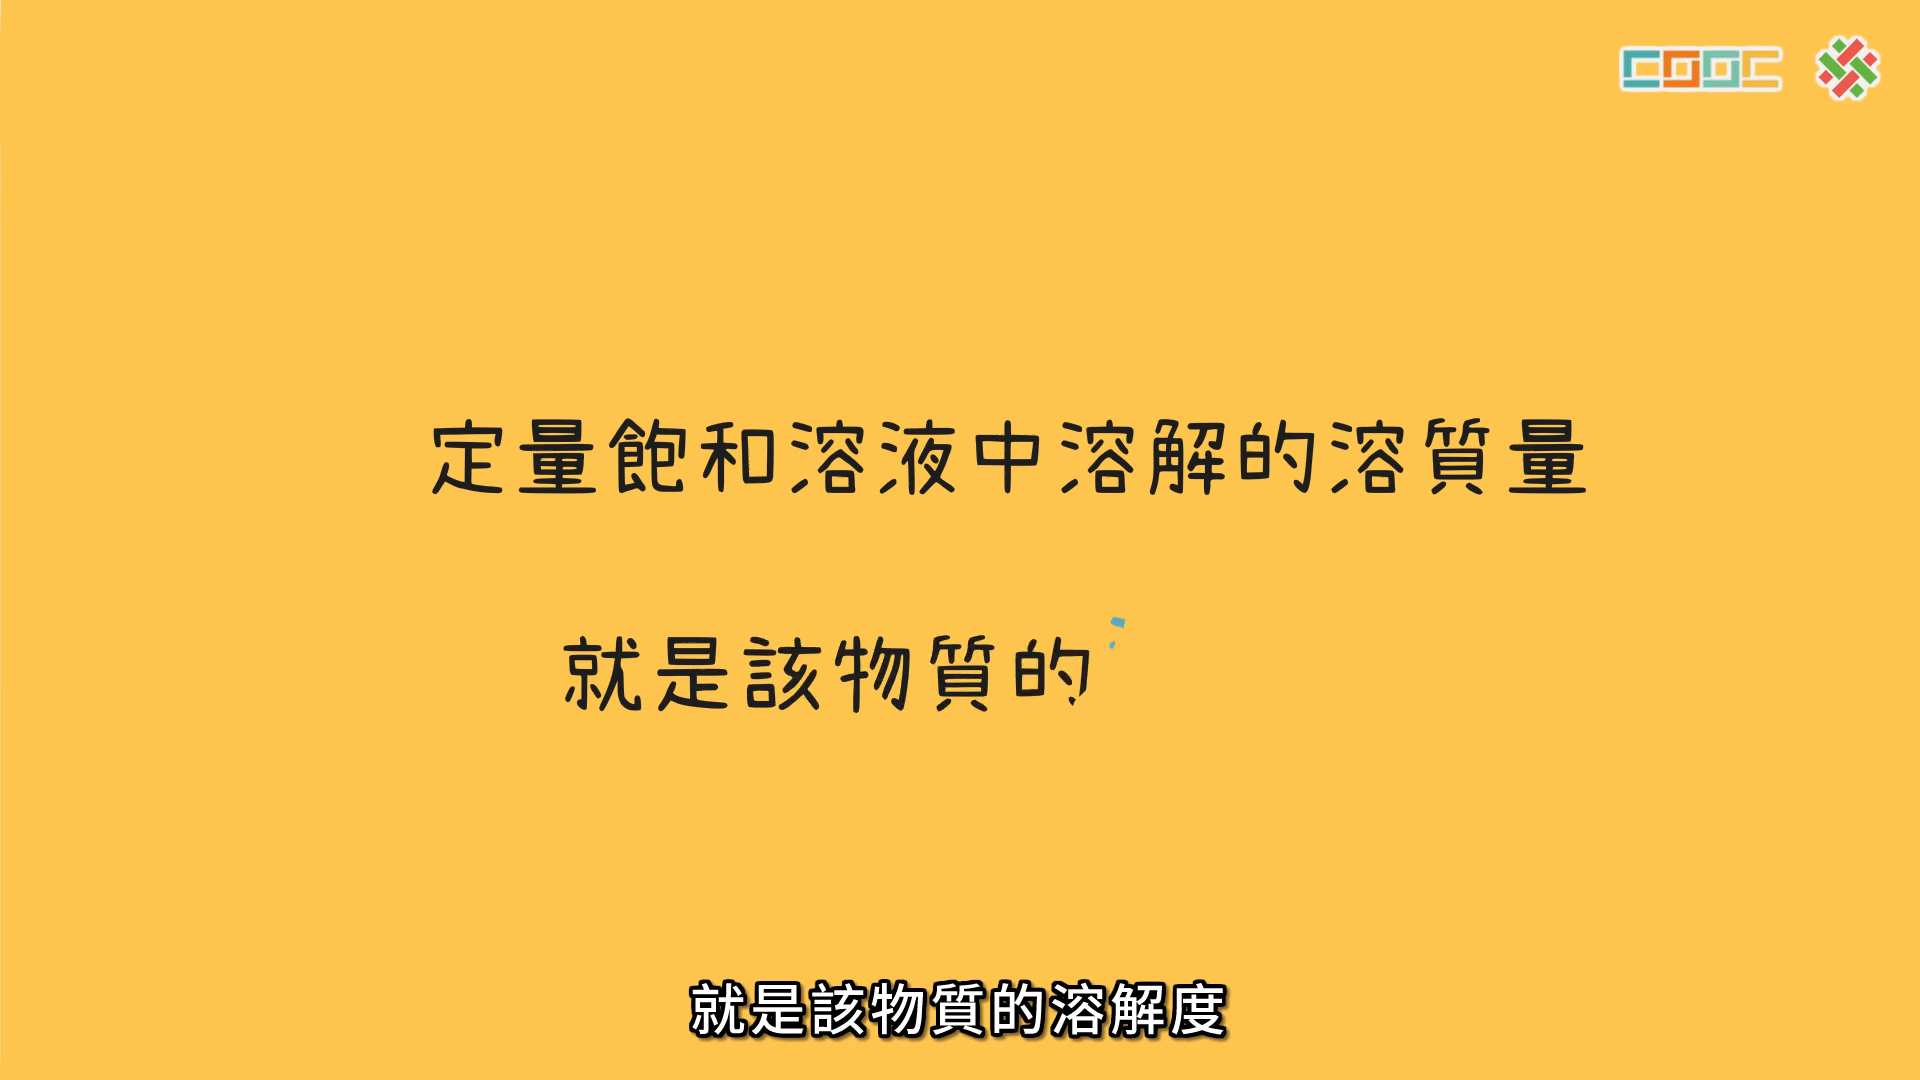 COOC
定量飽和溶液中溶解的溶質量
就是該物質的
就是該物質的溶解度